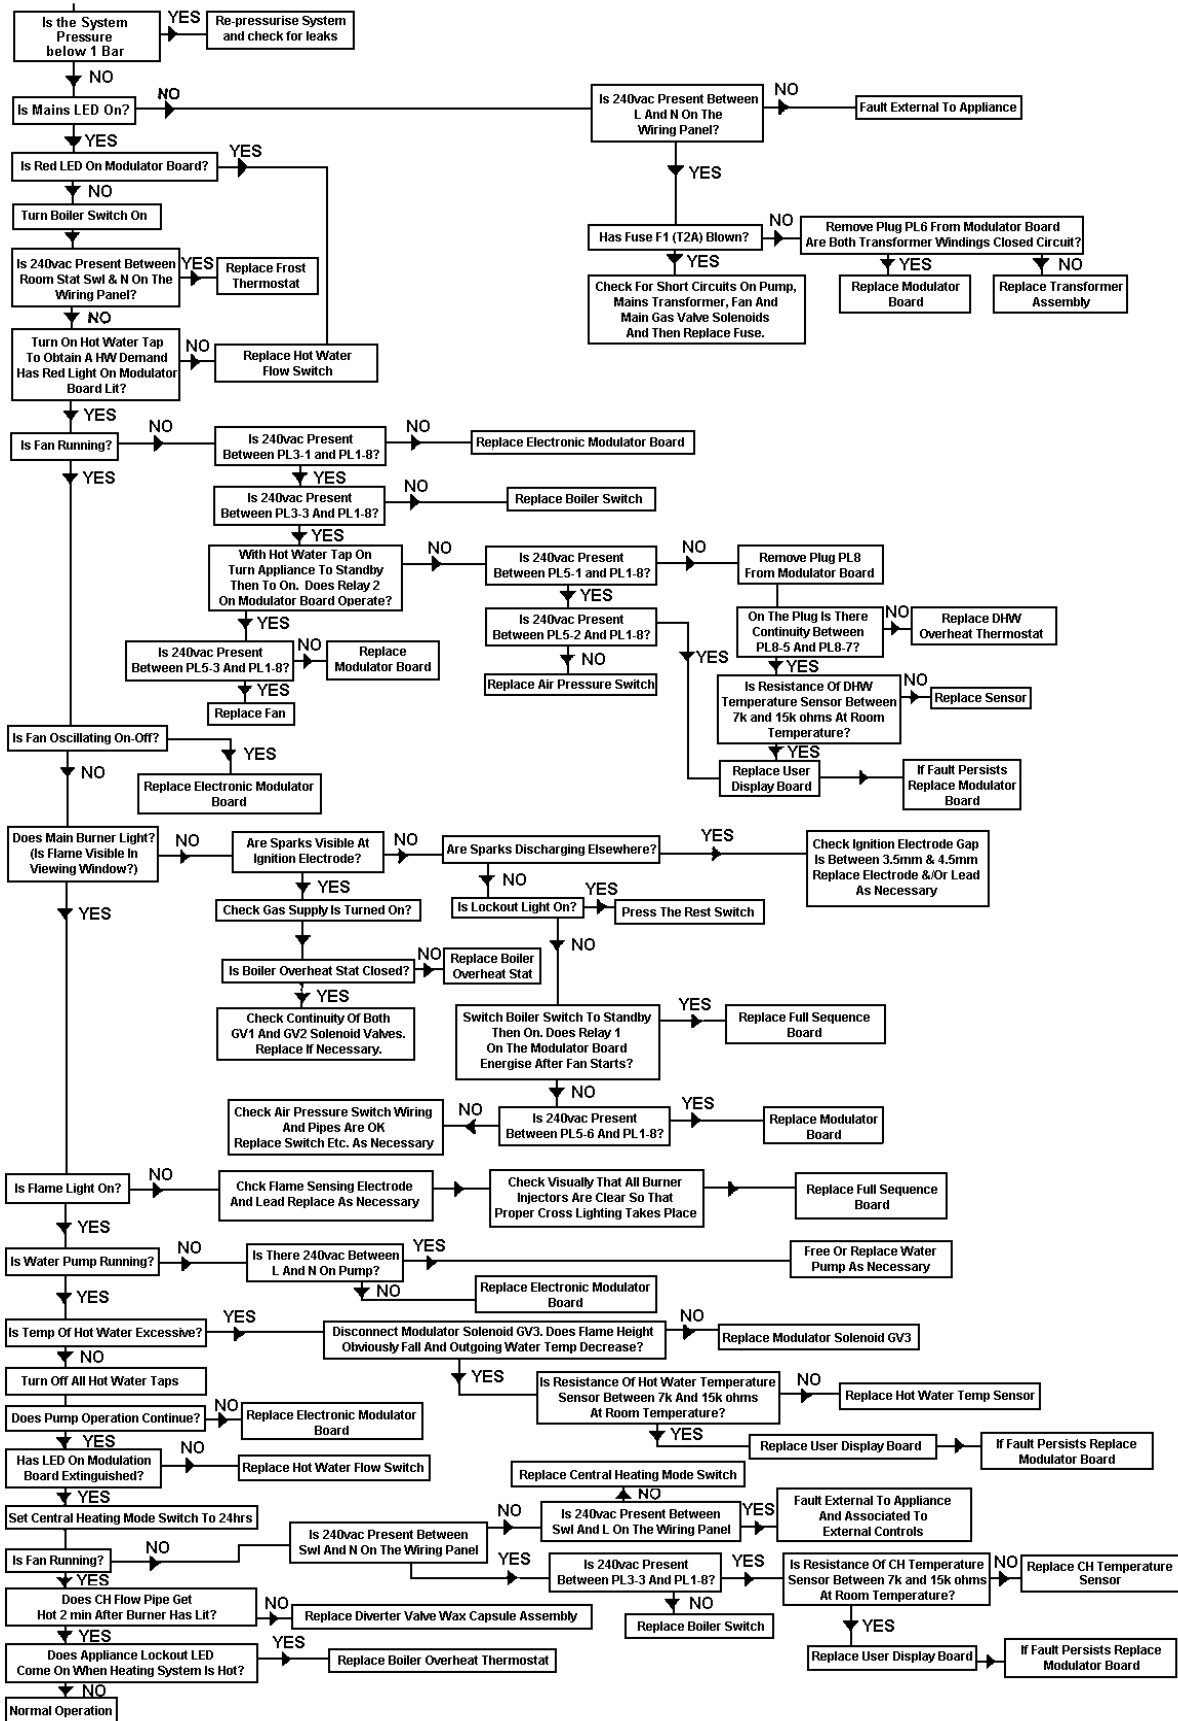 Is the System
Pressure
below 1 Bar
YES
Re-pressurise System
and check for leaks
NO
Is Mains LED On?
NO
Is 240vac Present Between
L And N On The
Wiring Panel?
NO
Fault External To Appliance
YES
YES
Is Red LED On Modulator Board?
YES
NO
Turn Boiler Switch On
Has Fuse F1 (T2A) Blown?
NO
Remove Plug PL6 From Modulator Board
Are Both Transformer Windings Closed Circuit?
Is 240vac Present Between
Room Stat Swl & N On The
Wiring Panel?
YES
Replace Frost
Thermostat
YES
Check For Short Circuits On Pump,
Mains Transformer, Fan And
Main Gas Valve Solenoids
And Then Replace Fuse.
YES
Replace Modulator
Board
NO
Replace Transformer
Assembly
NO
Turn On Hot Water Tap
To Obtain A HW Demand
Has Red Light On Modulator
Board Lit?
NO
Replace Hot Water
Flow Switch
YES
Is Fan Running?
NO
Is 240vac Present
Between PL3-1 and PL1-8?
NO
Replace Electronic Modulator Board
YES
YES
Is 240vac Present
Between PL3-3 And PL1-8?
NO
Replace Boiler Switch
YES
With Hot Water Tap On
Turn Appliance To Standby
Then To On. Does Relay 2
On Modulator Board Operate?
NO
Is 240vac Present
Between PL5-1 and PL1-8?
NO
Remove Plug PL8
From Modulator Board
YES
YES
Is 240vac Present
Between PL5-2 And PL1-8?
YES
On The Plug Is There
Continuity Between
PL8-5 And PL8-7?
NO
Replace DHW
Overheat Thermostat
Is 240vac Present
Between PL5-3 And PL1-8?
NO
Replace
Modulator Board
NO
Replace Air Pressure Switch
YES
Is Resistance Of DHW
Temperature Sensor Between
7k and 15k ohms At Room
Temperature?
NO
Replace Sensor
YES
Replace Fan
Is Fan Oscillating On-Off?
YES
Replace Electronic Modulator
Board
NO
YES
Replace User
Display Board
If Fault Persists
Replace Modulator
Board
Does Main Burner Light?
(Is Flame Visible In
Viewing Window?)
NO
Are Sparks Visible At
Ignition Electrode?
NO
Are Sparks Discharging Elsewhere?
YES
Check Ignition Electrode Gap
Is Between 3.5mm & 4.5mm
Replace Electrode &/Or Lead
As Necessary
YES
YES
Check Gas Supply Is Turned On?
NO
Is Lockout Light On?
YES
Press The Rest Switch
NO
Is Boiler Overheat Stat Closed?
NO
Replace Boiler
Overheat Stat
YES
Check Continuity Of Both
GV1 And GV2 Solenoid Valves.
Replace If Necessary.
Switch Boiler Switch To Standby
Then On. Does Relay 1
On The Modulator Board
Energise After Fan Starts?
YES
Replace Full Sequence
Board
NO
Check Air Pressure Switch Wiring
And Pipes Are OK
Replace Switch Etc. As Necessary
NO
Is 240vac Present
Between PL5-6 And PL1-8?
YES
Replace Modulator
Board
Is Flame Light On?
NO
Chck Flame Sensing Electrode
And Lead Replace As Necessary
Check Visually That All Burner
Injectors Are Clear So That
Proper Cross Lighting Takes Place
Replace Full Sequence
Board
YES
Is Water Pump Running?
NO
Is There 240vac Between
L And N On Pump?
YES
Free Or Replace Water
Pump As Necessary
NO
Replace Electronic Modulator
Board
YES
Is Temp Of Hot Water Excessive?
YES
Disconnect Modulator Solenoid GV3. Does Flame Height
Obviously Fall And Outgoing Water Temp Decrease?
NO
Replace Modulator Solenoid GV3
NO
Turn Off All Hot Water Taps
YES
Is Resistance Of Hot Water Temperature
Sensor Between 7k And 15k ohms
At Room Temperature?
NO
Replace Hot Water Temp Sensor
Does Pump Operation Continue?
NO
Replace Electronic Modulator
Board
YES
Replace User Display Board
If Fault Persists Replace
Modulator Board
YES
Has LED On Modulation
Board Extinguished?
NO
Replace Hot Water Flow Switch
Replace Central Heating Mode Switch
NO
YES
Set Central Heating Mode Switch To 24hrs
Is 240vac Present Between
Swl And N On The Wiring Panel
NO
Is 240vac Present Between
Swl And L On The Wiring Panel
YES
Fault External To Appliance
And Associated To
External Controls
Is Fan Running?
NO
YES
Is 240vac Present
Between PL3-3 And PL1-8?
YES
Is Resistance Of CH Temperature
Sensor Between 7k and 15k ohms
At Room Temperature?
NO
Replace CH Temperature
Sensor
YES
Does CH Flow Pipe Get
Hot 2 min After Burner Has Lit?
NO
Replace Diverter Valve Wax Capsule Assembly
NO
Replace Boiler Switch
YES
Replace User Display Board
If Fault Persists Replace
Modulator Board
YES
Does Appliance Lockout LED
Come On When Heating System Is Hot?
YES
Replace Boiler Overheat Thermostat
NO
Normal Operation